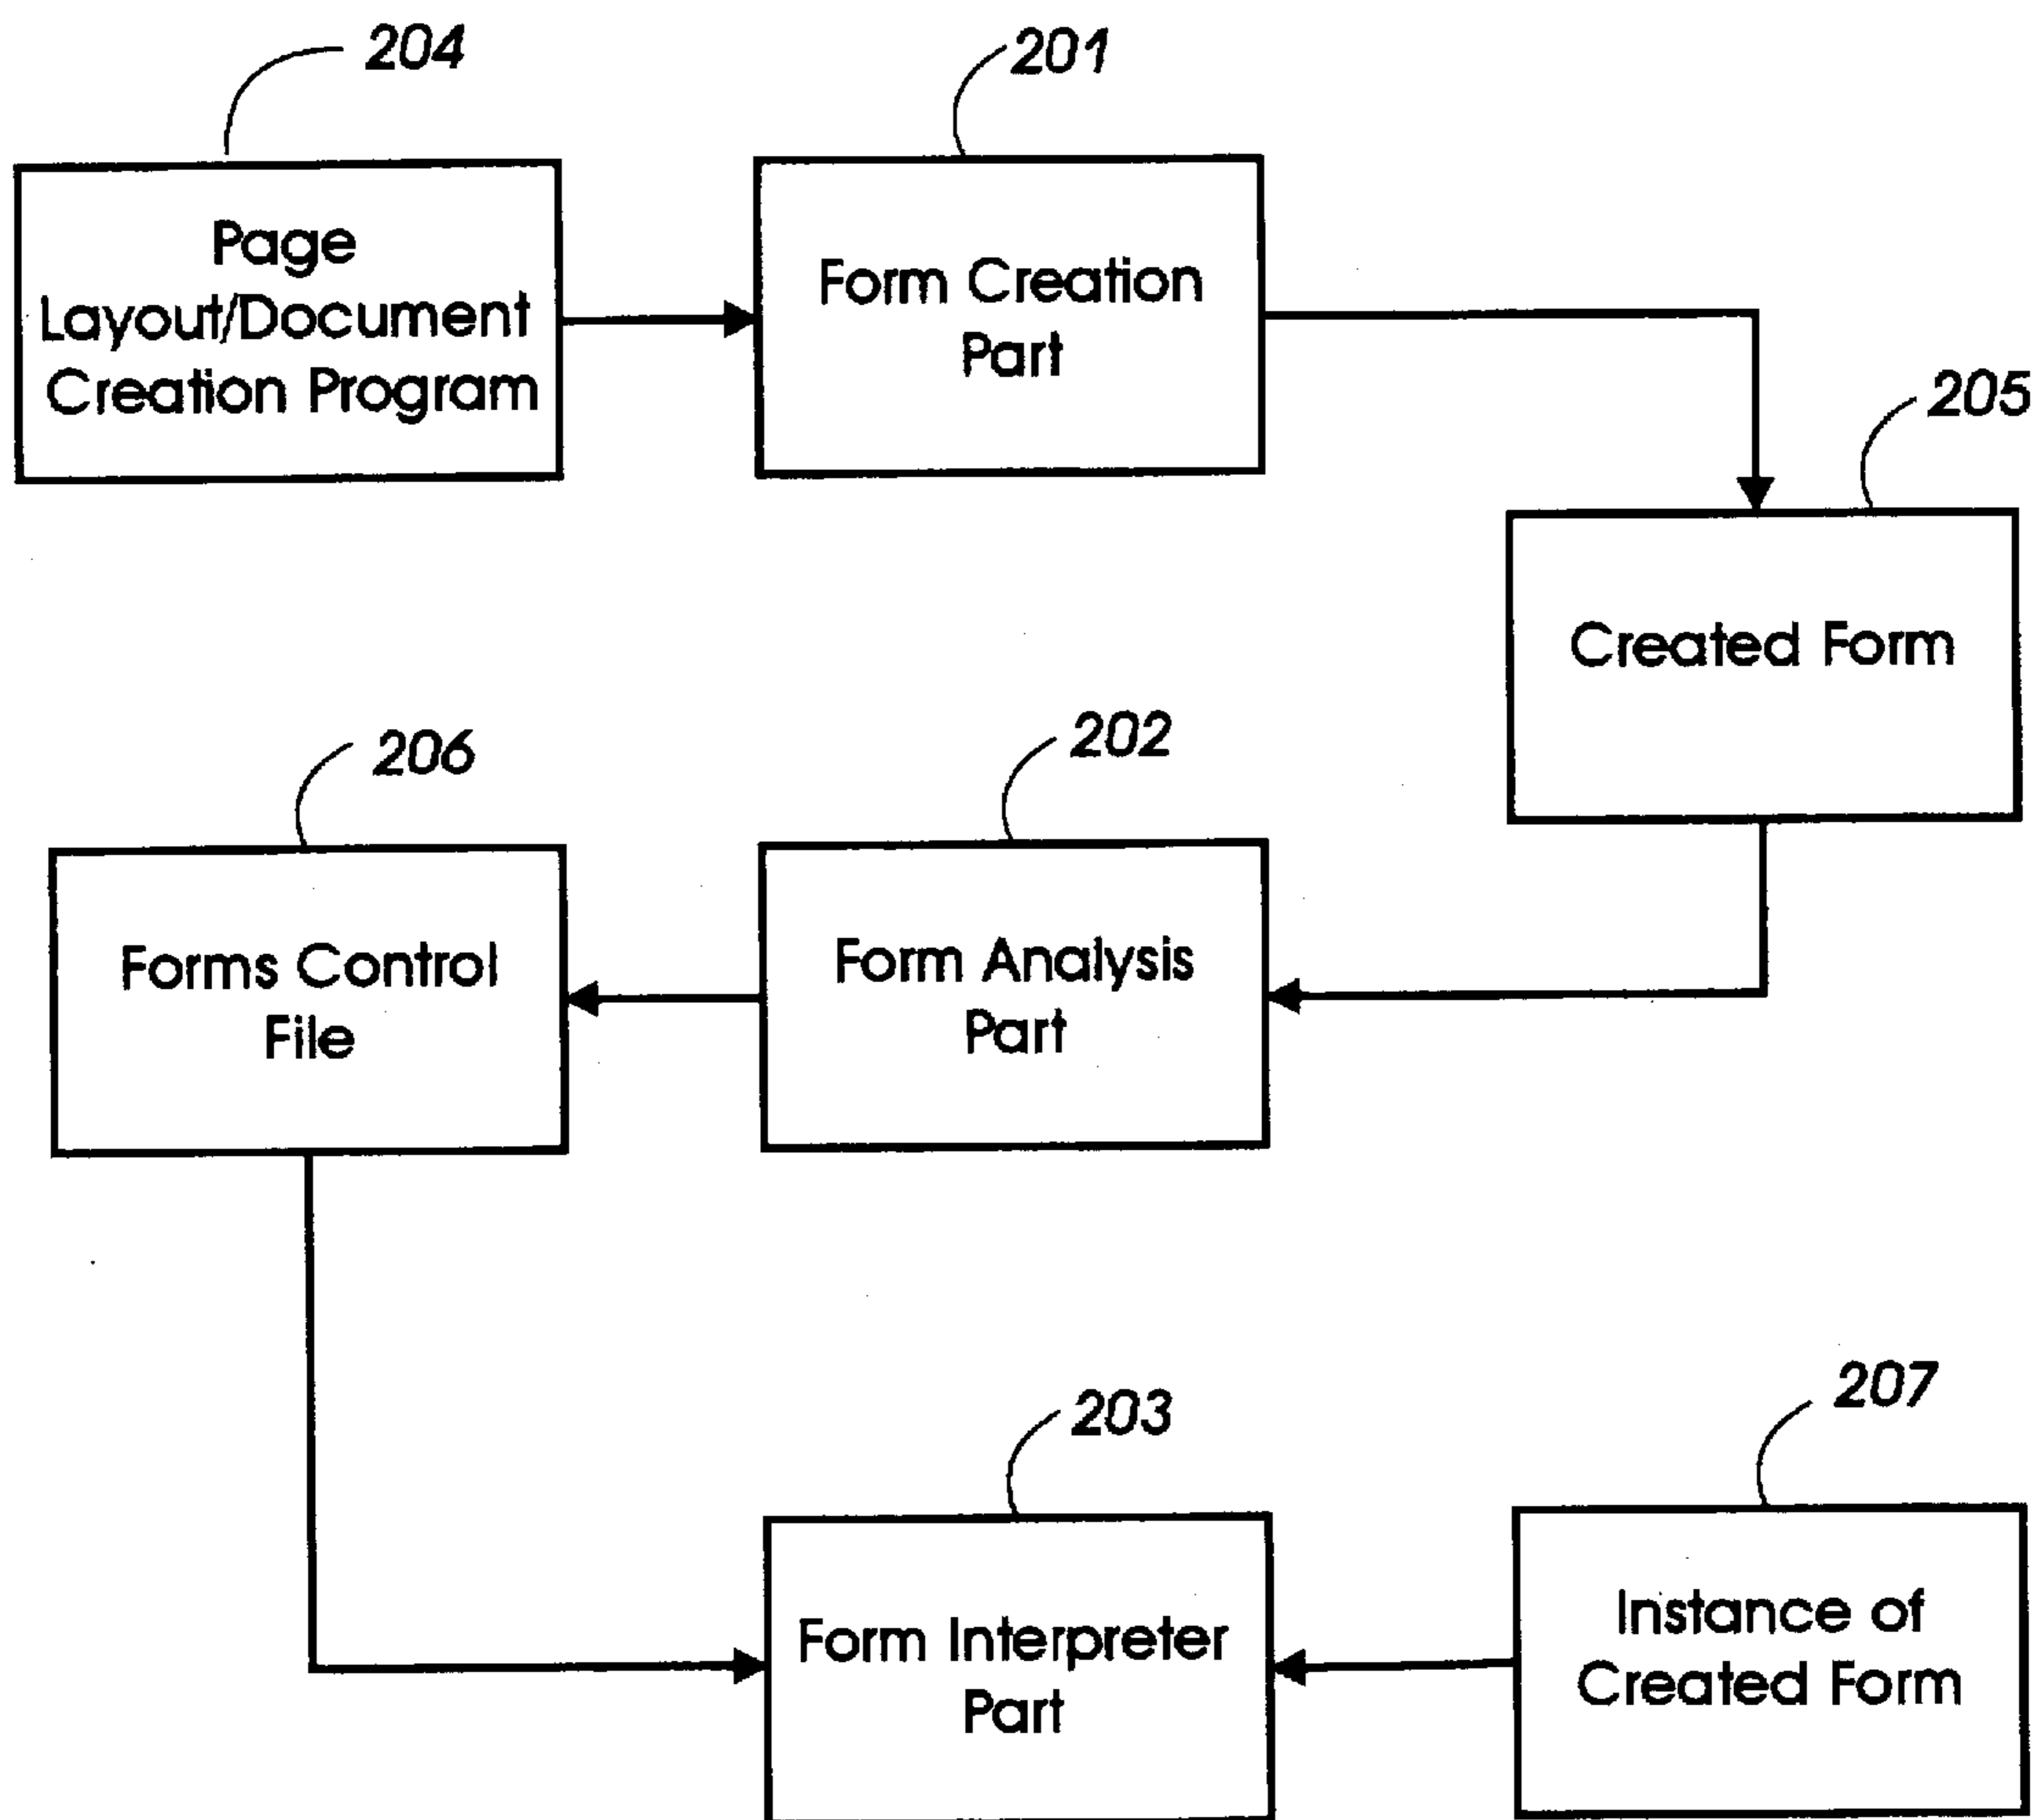 204
201
Page
Layout/Document
Creation Program
Form Creation
Part
205
Created Form
206
202
Forms Control
File
Form Analysis
Part
203
207
Form Interpreter
Part
Instance of
Created Form